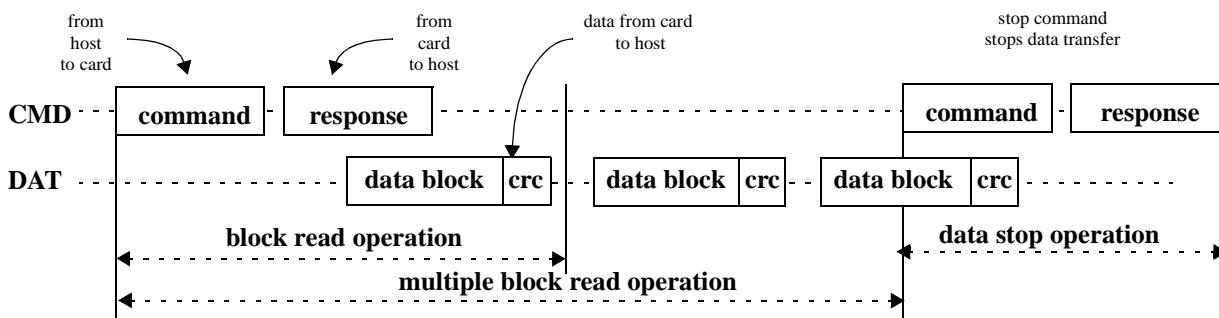 from
host
to card
from
card
to host
data from card
to host
stop command
stops data transfer
CMD
command
response
command
response
DAT
data block
crc
data block
crc
data block
crc
block read operation
data stop operation
multiple block read operation